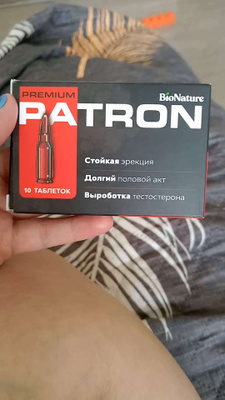 PREMIUM
BioNature
PATRON
Стойкая эрекция
Долгий половой акт
Выработка тестостерона
10 ТАБЛЕТОК